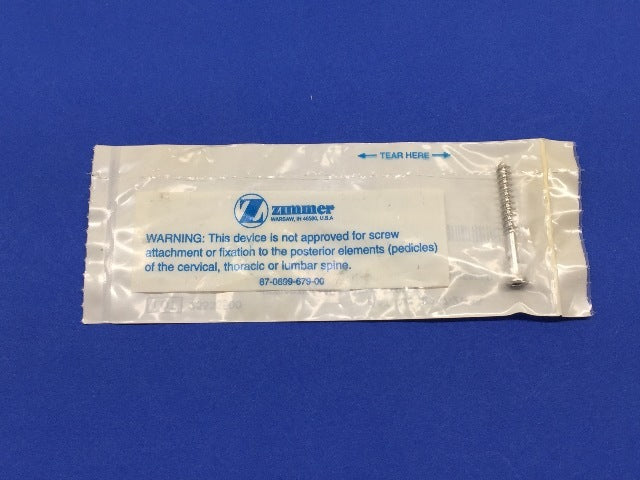 TEAR HERE
Z zimmer
WARSAW, IN 46580, U.S.A
WARNING: This device is not approved for screw
attachment or fixation to the posterior elements (pedicles)
of the cervical, thoracic or lumbar spine.
87-0699-679-00